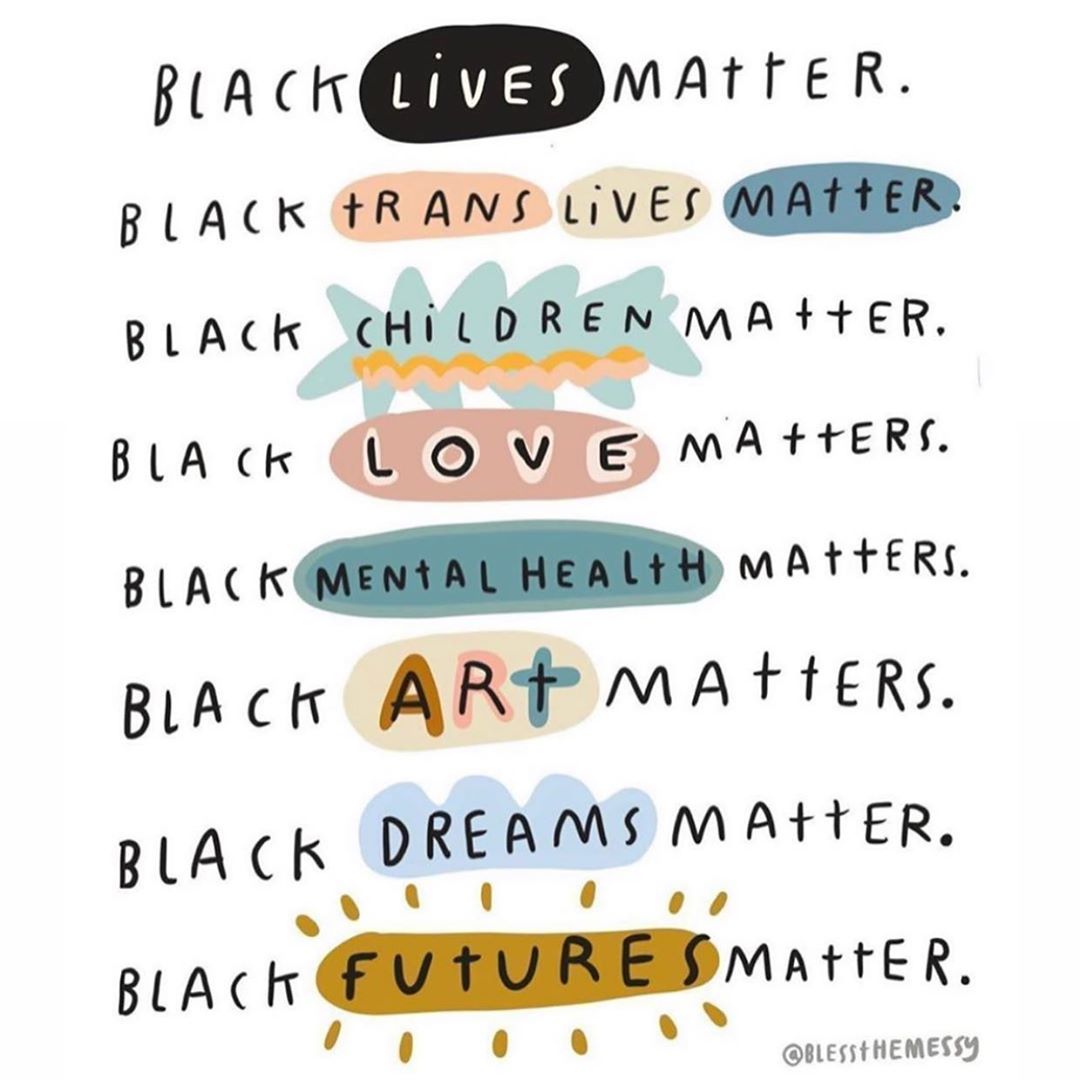 BLACK LiVES MAttER.
BLACK tRANS LiVES MAttER.
BLACK CHiLDREN MAttER.
BLACK LOVE MAttERS.
BLACK MENtAL HEALtH MAttERS.
BLACK ARt MAttERS.
BLACK DREAMS MAttER.
BLACK FUtURES MAttER.
@BLESStHEMESSY